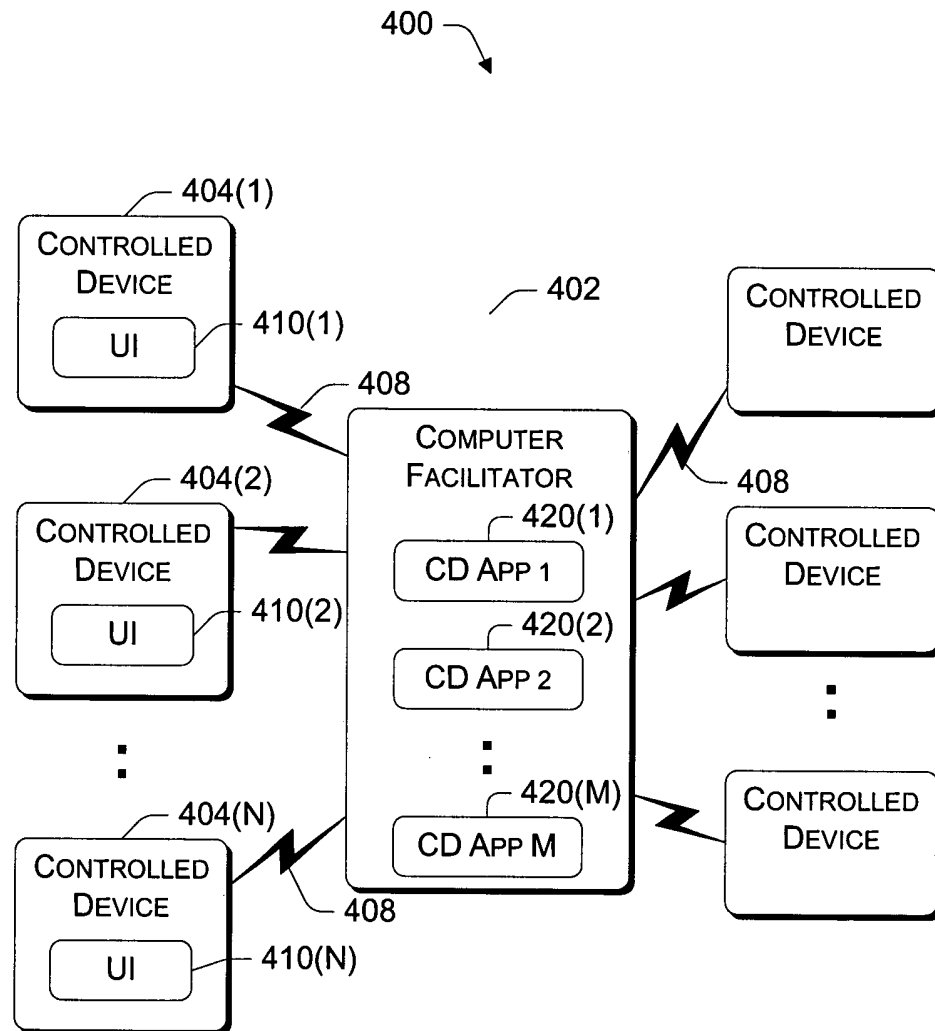 400
404(1)
CONTROLLED
DEVICE
UI
410(1)
408
402
CONTROLLED
DEVICE
404(2)
CONTROLLED
DEVICE
UI
410(2)
COMPUTER
FACILITATOR
420(1)
CD APP 1
420(2)
CD APP 2
420(M)
CD APP M
408
CONTROLLED
DEVICE
404(N)
CONTROLLED
DEVICE
UI
410(N)
408
CONTROLLED
DEVICE